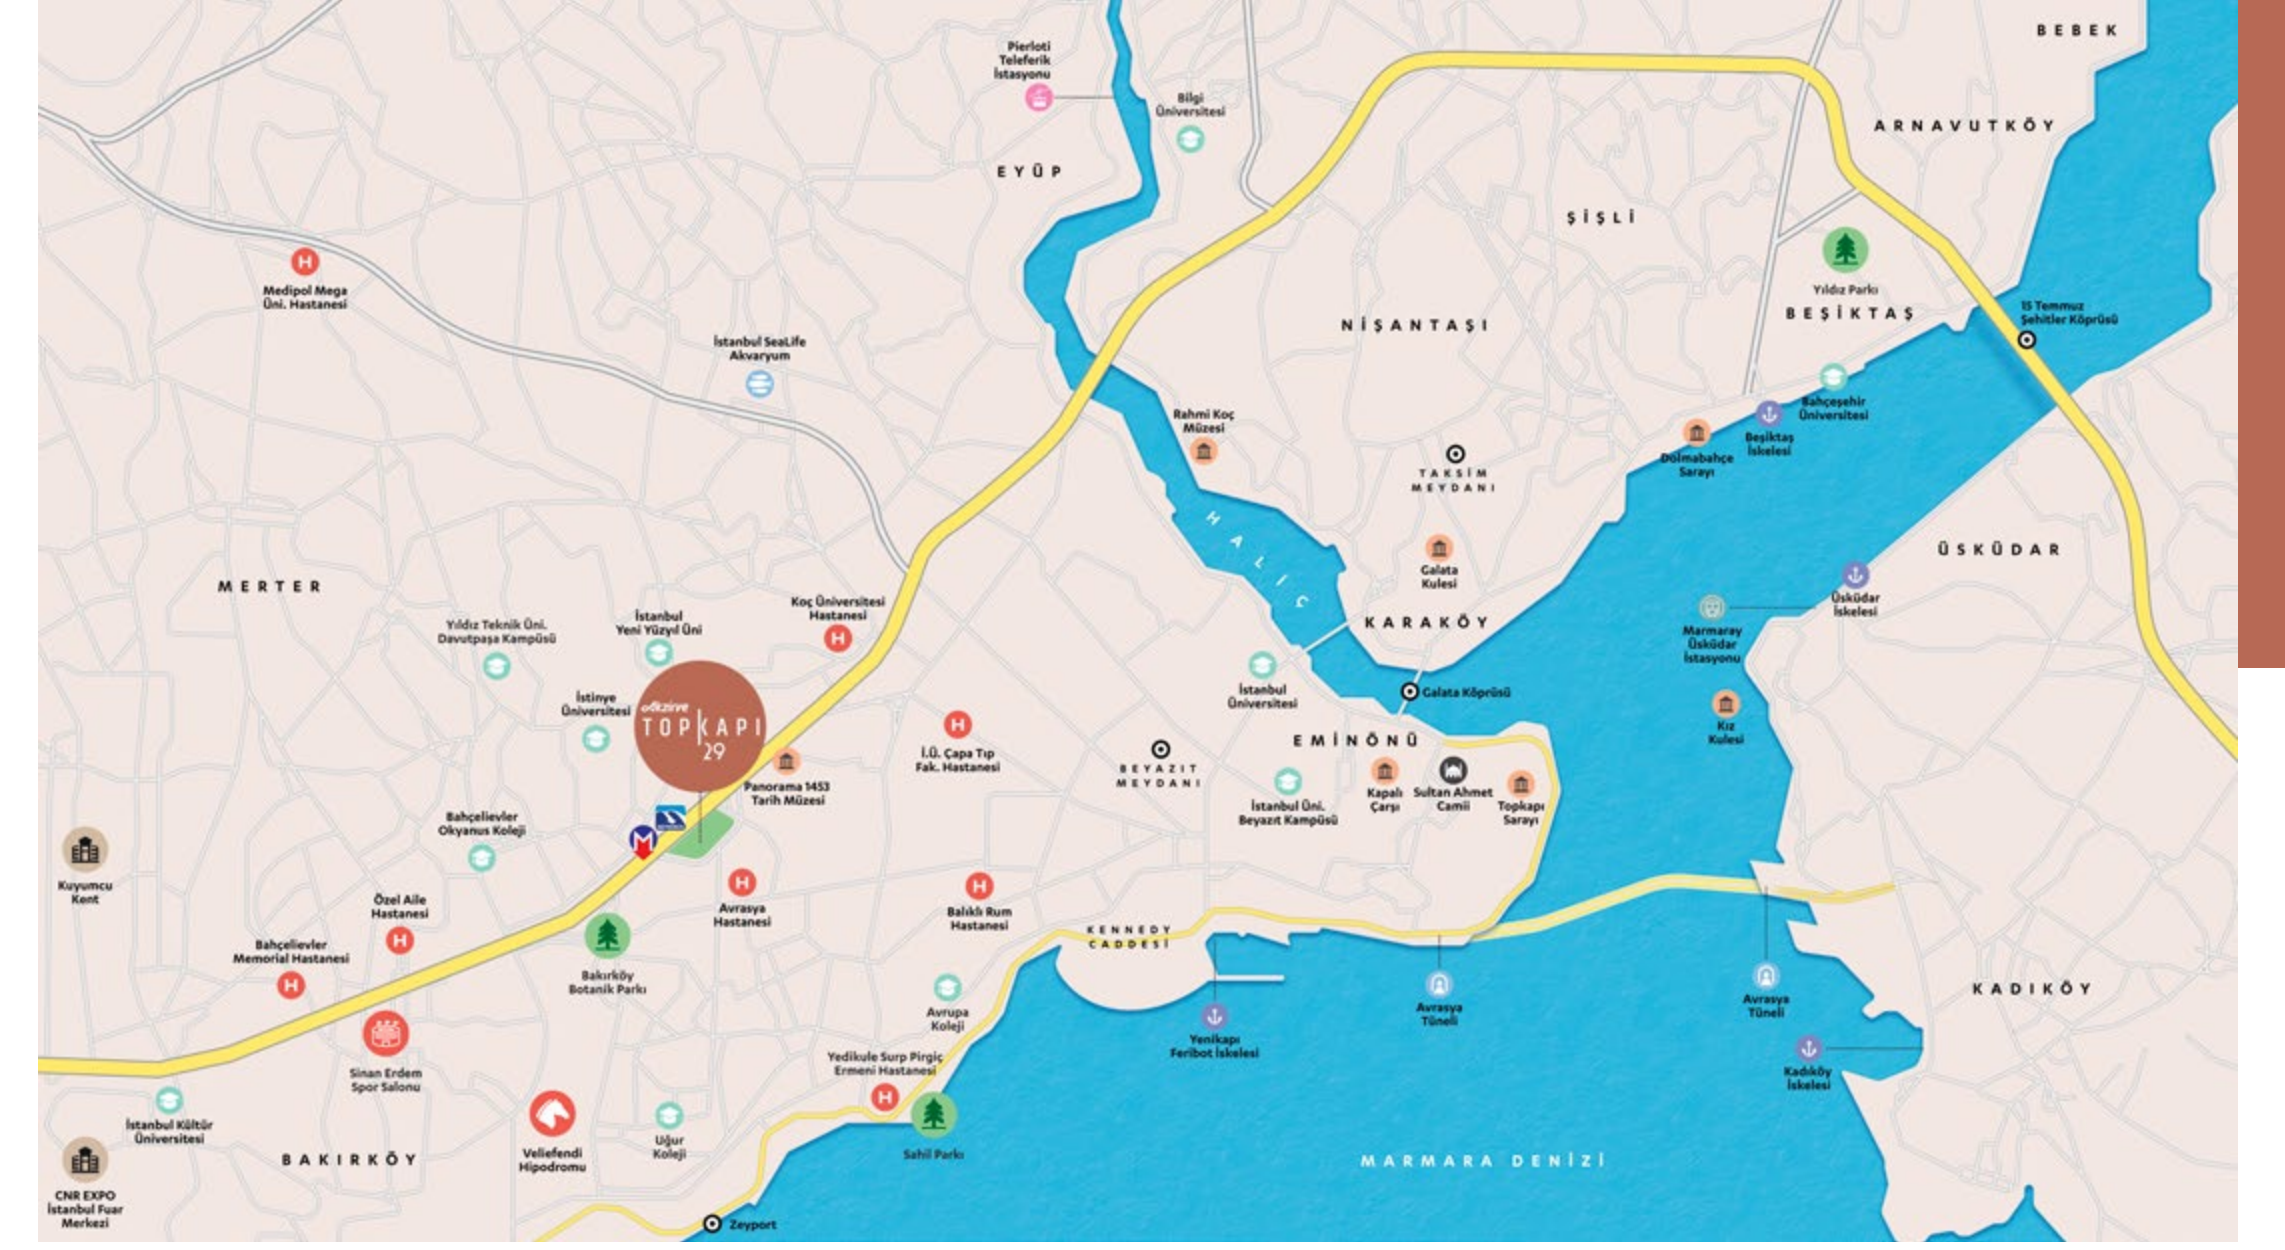 BEBEK
Pierloti
Teleferik
İstasyonu
Bilgi
Üniversitesi
ARNAVUTKÖY
EYÜP
ŞİŞLİ
Medipol Mega
Üni. Hastanesi
Yıldız Parkı
BEŞİKTAŞ
15 Temmuz
Şehitler Köprüsü
NİŞANTAŞI
İstanbul SeaLife
Akvaryum
Rahmi Koç
Müzesi
Bahçeşehir
Üniversitesi
Beşiktaş
İskelesi
Dolmabahçe
Sarayı
TAKSİM
MEYDANI
HALİÇ
Galata
Kulesi
ÜSKÜDAR
MERTER
Üsküdar
İskelesi
Koç Üniversitesi
Hastanesi
İstanbul
Yeni Yüzyıl Üni
Yıldız Teknik Üni.
Davutpaşa Kampüsü
KARAKÖY
Marmaray
Üsküdar
İstasyonu
İstinye
Üniversitesi
Akzirve
TOPKAPI
29
İstanbul
Üniversitesi
Galata Köprüsü
Kız
Kulesi
İ.Ü. Çapa Tıp
Fak. Hastanesi
BEYAZIT
MEYDANI
EMİNÖNÜ
Panorama 1453
Tarih Müzesi
İstanbul Üni.
Beyazıt Kampüsü
Kapalı
Çarşı
Sultan Ahmet
Camii
Topkapı
Sarayı
Bahçelievler
Okyanus Koleji
M
Kuyumcu
Kent
Özel Aile
Hastanesi
Avrasya
Hastanesi
Balıklı Rum
Hastanesi
KENNEDY
CADDESİ
Bahçelievler
Memorial Hastanesi
Bakırköy
Botanik Parkı
Avrupa
Koleji
Avrasya
Tüneli
Avrasya
Tüneli
KADIKÖY
Yenikapı
Feribot İskelesi
Kadıköy
İskelesi
Sinan Erdem
Spor Salonu
Yedikule Surp Pırgiç
Ermeni Hastanesi
İstanbul Kültür
Üniversitesi
BAKIRKÖY
Veliefendi
Hipodromu
Uğur
Koleji
Sahil Parkı
MARMARA DENİZİ
CNR EXPO
İstanbul Fuar
Merkezi
Zeyport